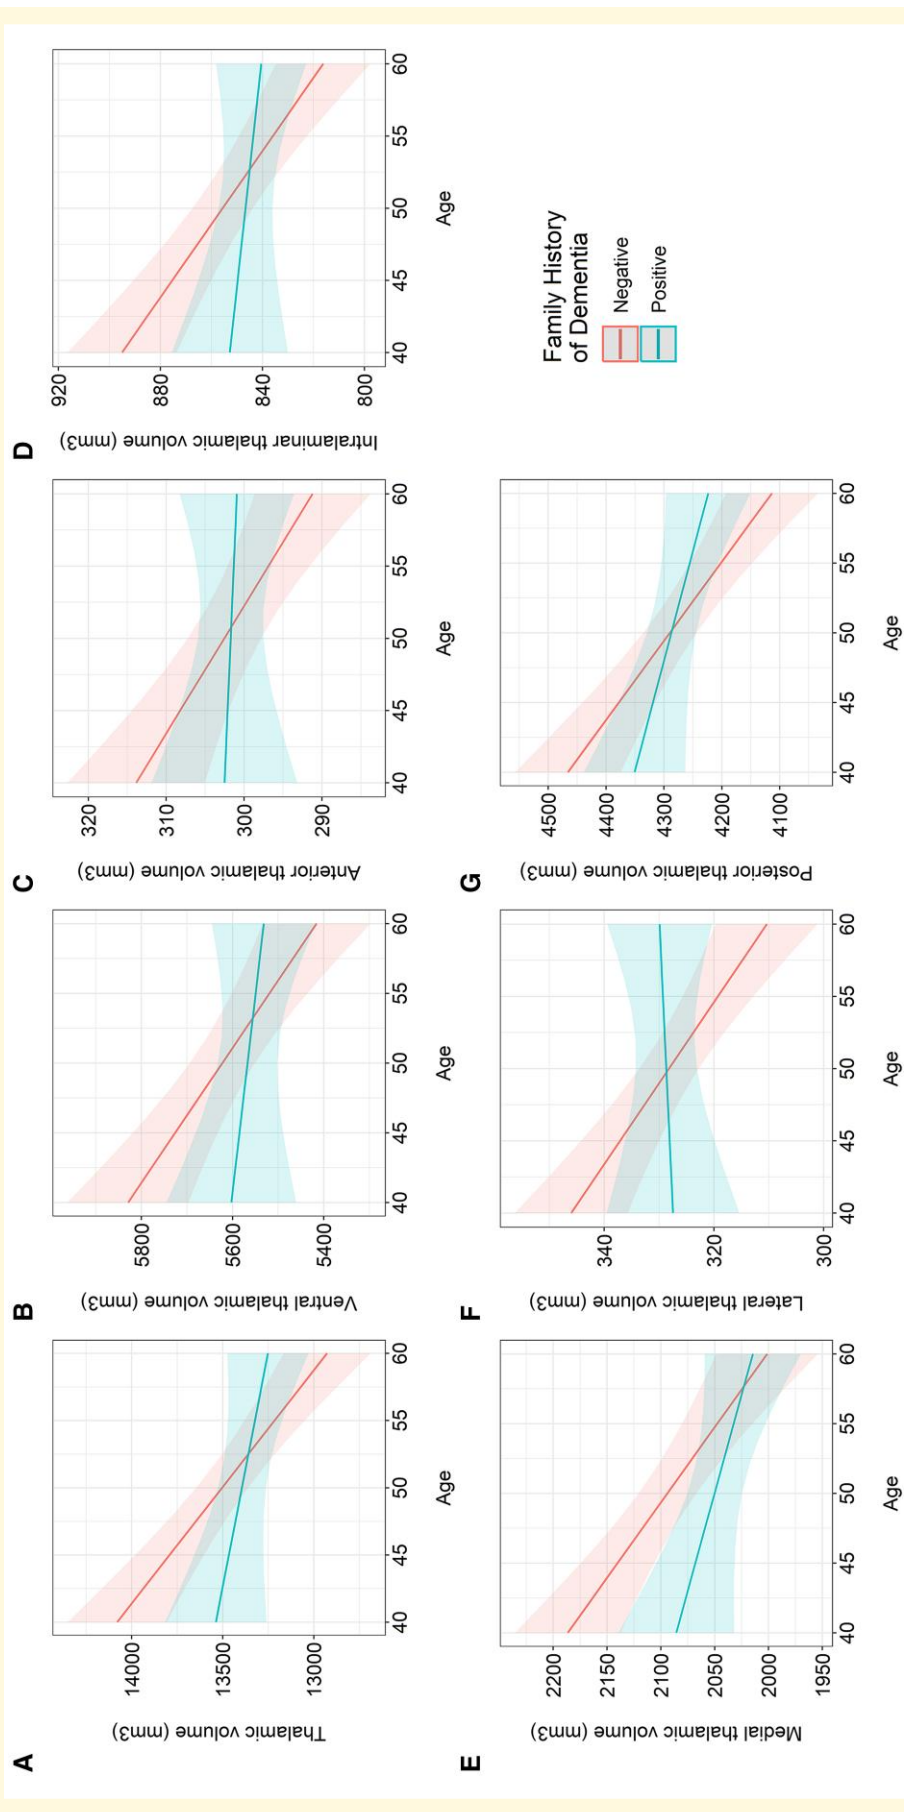 A
Thalamic volume (mm3)
14000
13500
13000
40 45 50 55 60
Age
B
Ventral thalamic volume (mm3)
5800
5600
5400
40 45 50 55 60
Age
C
Anterior thalamic volume (mm3)
320
310
300
290
40 45 50 55 60
Age
D
Intralaminar thalamic volume (mm3)
920
880
840
800
40 45 50 55 60
Age
E
Medial thalamic volume (mm3)
2200
2150
2100
2050
2000
1950
40 45 50 55 60
Age
F
Lateral thalamic volume (mm3)
340
320
300
40 45 50 55 60
Age
G
Posterior thalamic volume (mm3)
4500
4400
4300
4200
4100
40 45 50 55 60
Age
Family History
of Dementia
Negative
Positive